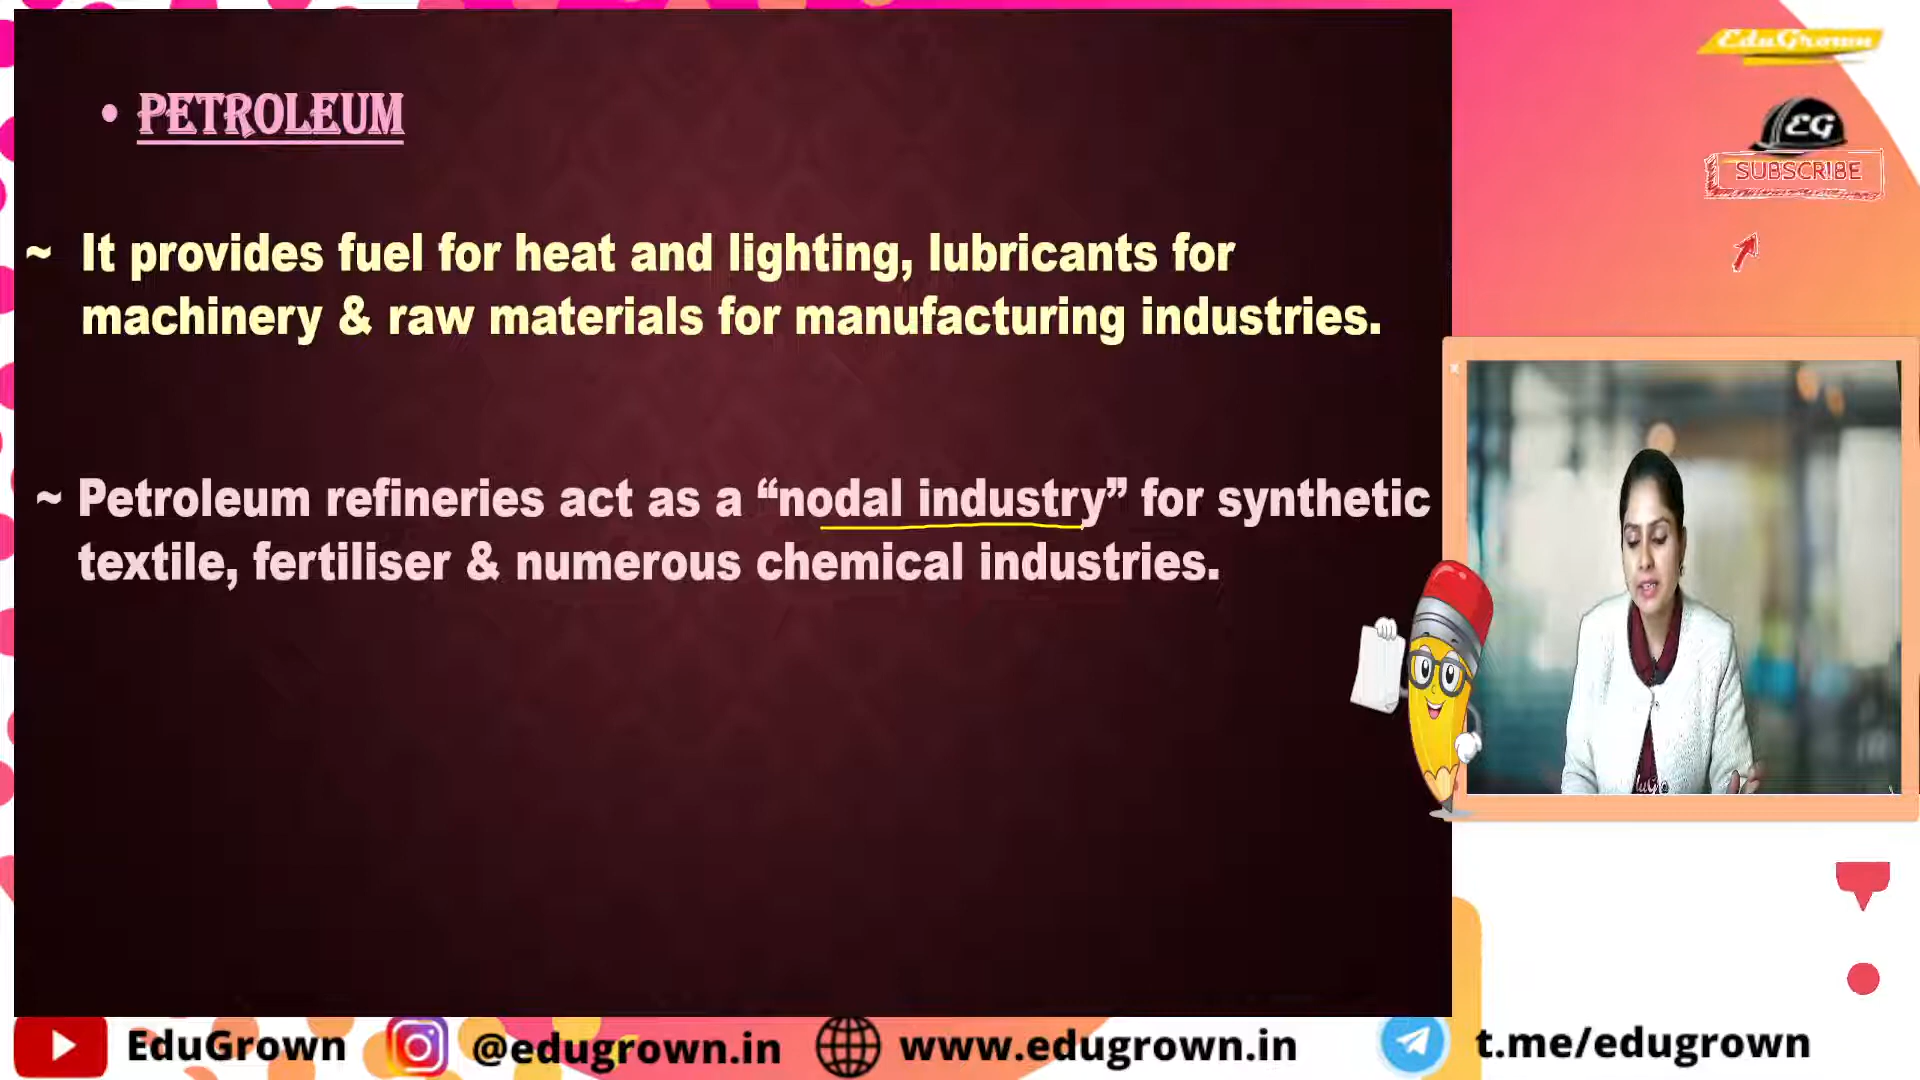 EduGrown
EG
SUBSCRIBE
• PETROLEUM
~ It provides fuel for heat and lighting, lubricants for
machinery & raw materials for manufacturing industries.
~ Petroleum refineries act as a “nodal industry” for synthetic
textile, fertiliser & numerous chemical industries.
EduGrown
@edugrown.in
www.edugrown.in
t.me/edugrown